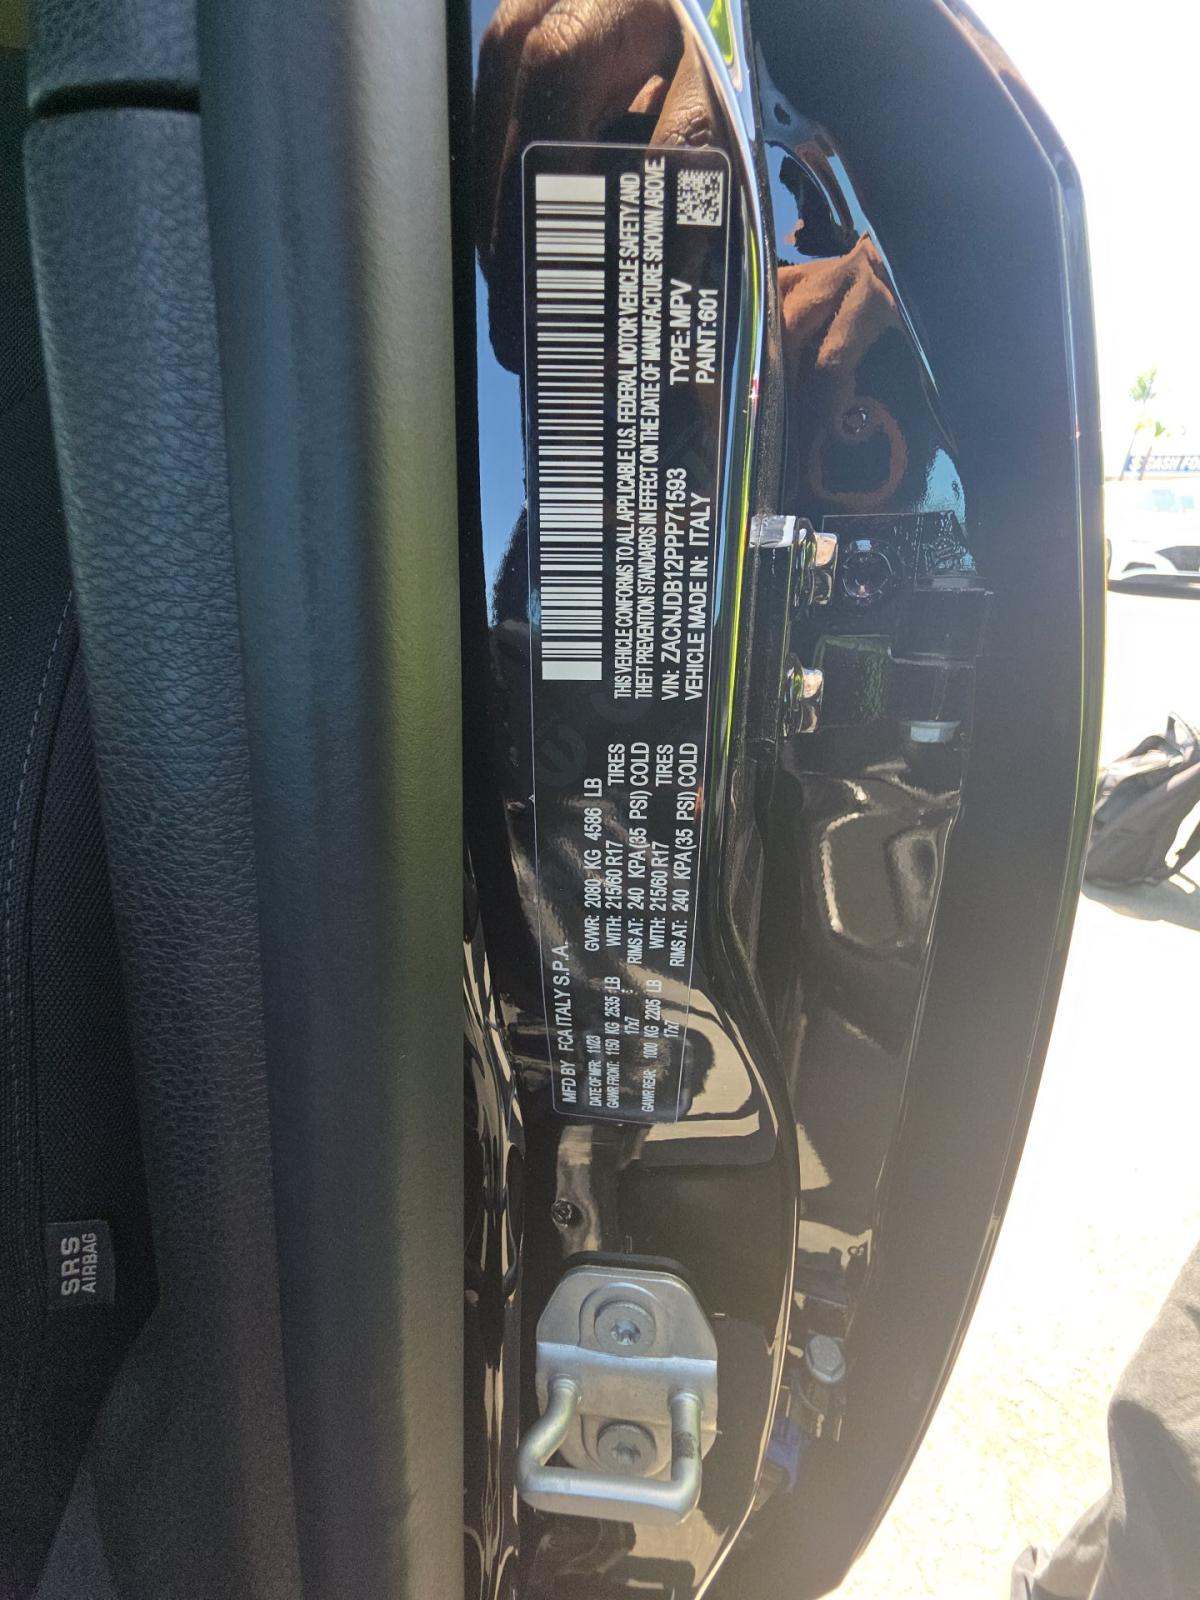 MFD BY FCA ITALY S.P.A.
DATE OF MFR: 11/23 GVWR: 2080 KG 4586 LB
GAWR FRONT: 1150 KG 2535 LB WITH: 215/60 R17 TIRES
17x7 RIMS AT: 240 KPA (35 PSI) COLD
GAWR REAR: 1000 KG 2205 LB WITH: 215/60 R17 TIRES
17x7 RIMS AT: 240 KPA (35 PSI) COLD
THIS VEHICLE CONFORMS TO ALL APPLICABLE U.S. FEDERAL MOTOR VEHICLE SAFETY AND
THEFT PREVENTION STANDARDS IN EFFECT ON THE DATE OF MANUFACTURE SHOWN ABOVE.
VIN: ZACNJDB12PPP71593 TYPE: MPV
VEHICLE MADE IN: ITALY PAINT: 601
SRS
AIRBAG